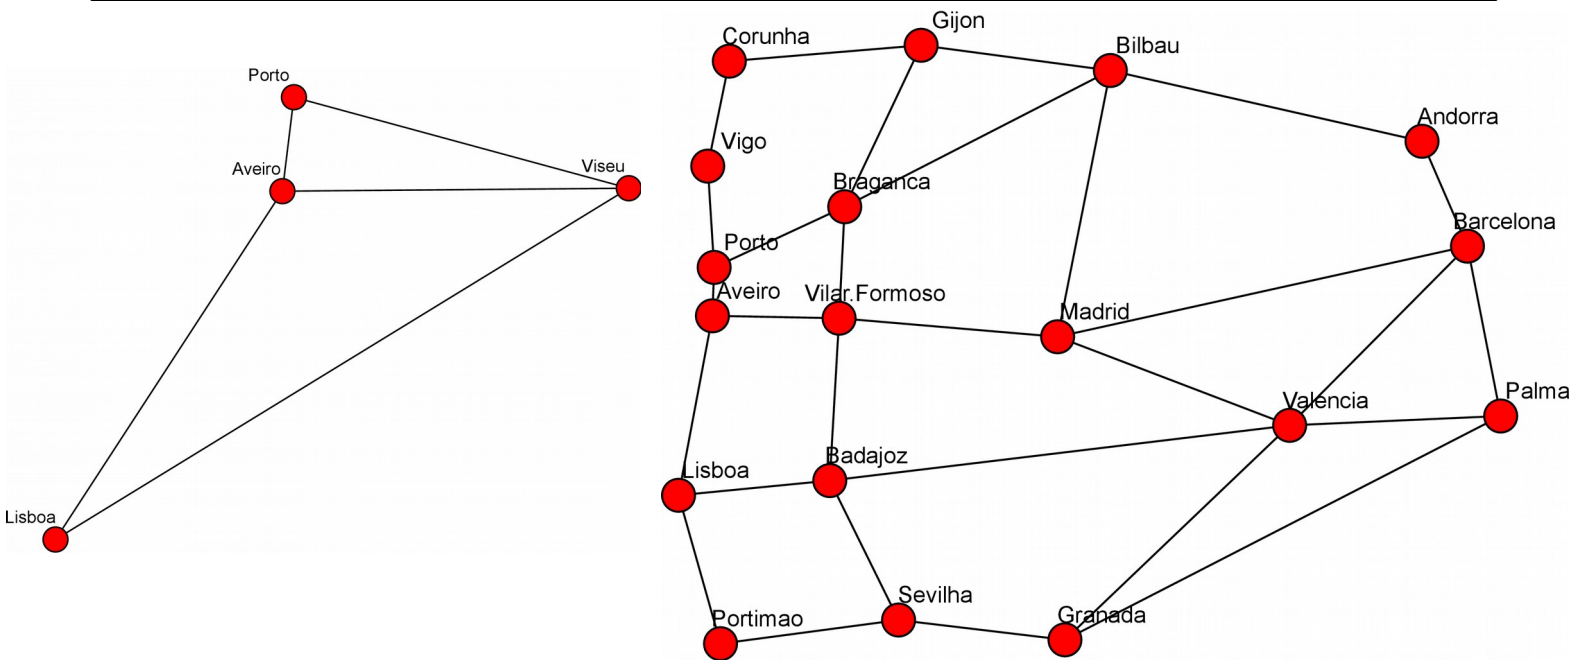 Porto
Aveiro
Viseu
Lisboa
Corunha
Gijon
Bilbau
Andorra
Vigo
Braganca
Barcelona
Porto
Aveiro
Vilar.Formoso
Madrid
Palma
Valencia
Lisboa
Badajoz
Portimao
Sevilha
Granada